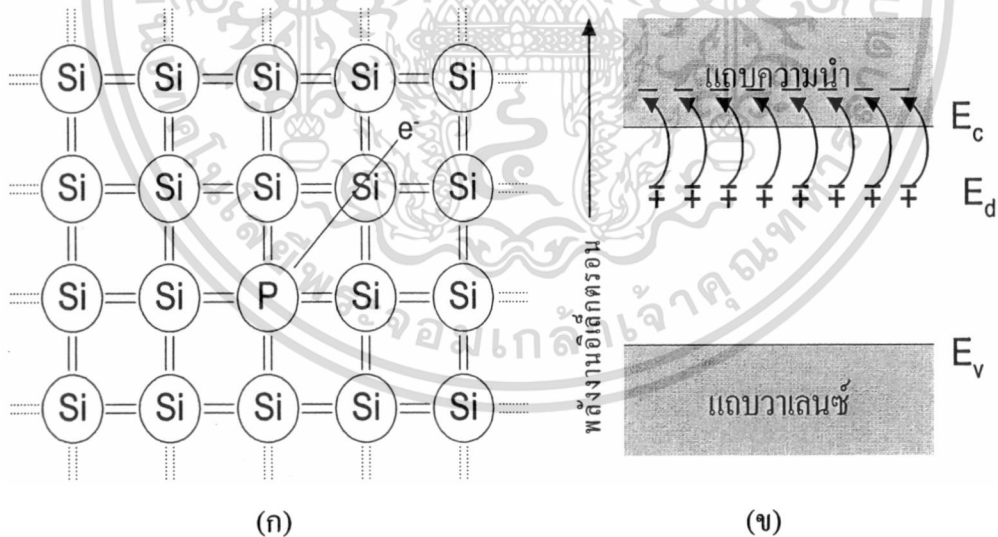 Si Si Si Si Si
e-
Si Si Si Si Si
Si Si P Si Si
Si Si Si Si Si
(ก)
พลังงานอิเล็กตรอน
แถบความนำ
E_c
E_d
E_v
แถบวาเลนซ์
(ข)